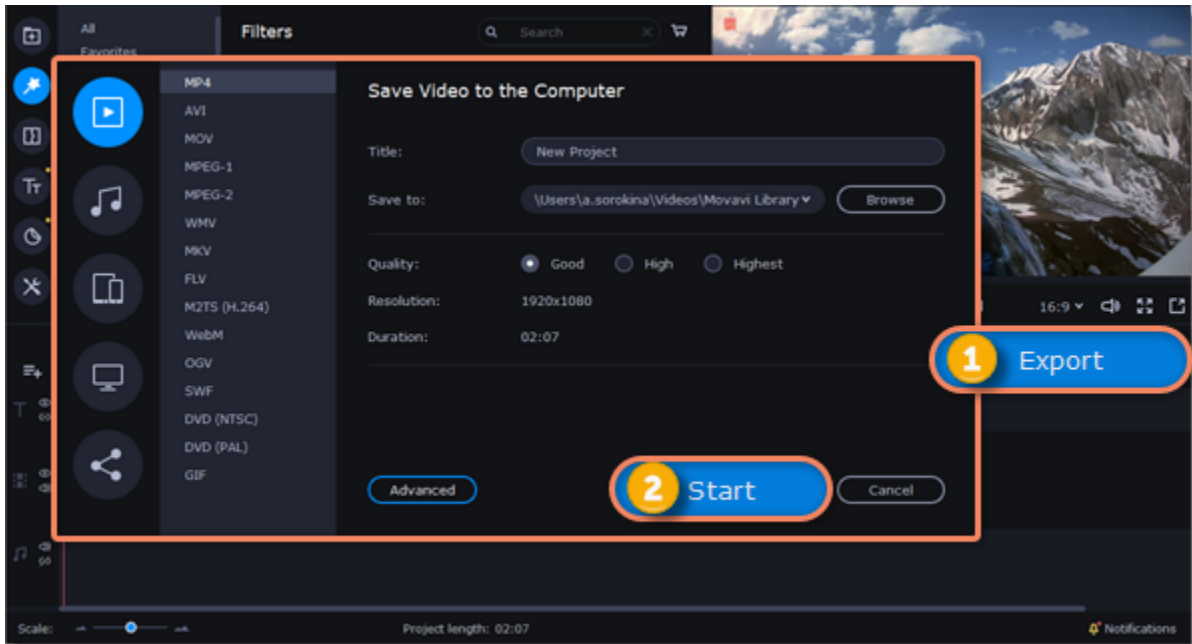 All
Favorites
Filters
Search
MP4
AVI
MOV
MPEG-1
MPEG-2
WMV
MKV
FLV
M2TS (H.264)
WebM
OGV
SWF
DVD (NTSC)
DVD (PAL)
GIF
Save Video to the Computer
Title: New Project
Save to: \Users\a.sorokina\Videos\Movavi Library Browse
Quality: Good High Highest
Resolution: 1920x1080
Duration: 02:07
Advanced
2 Start
Cancel
16:9
1 Export
Scale:
Project length: 02:07
Notifications